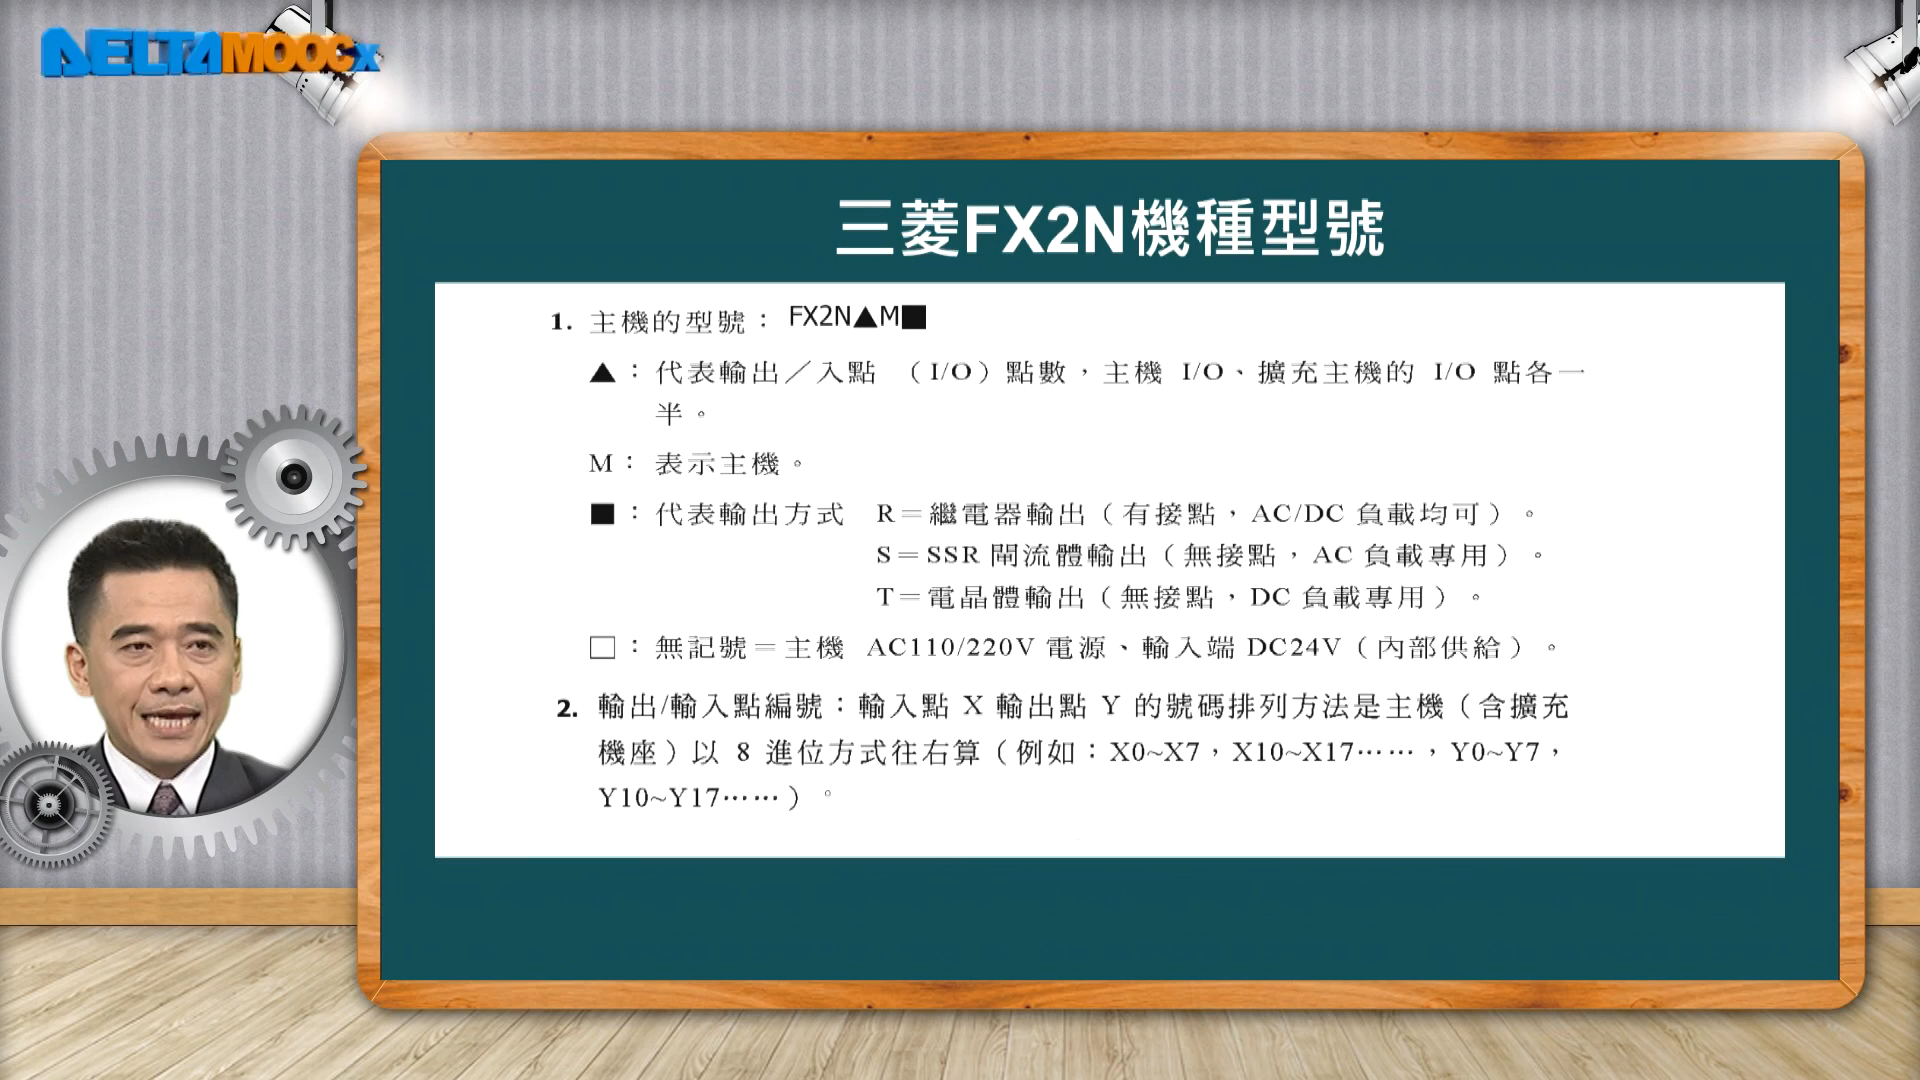 DELTAMOOCx
三菱FX2N機種型號
1. 主機的型號： FX2N▲M■
▲：代表輸出／入點（I/O）點數，主機 I/O、擴充主機的 I/O 點各一
半。
M：表示主機。
■：代表輸出方式 R＝繼電器輸出（有接點，AC/DC 負載均可）。
S＝SSR 閘流體輸出（無接點，AC 負載專用）。
T＝電晶體輸出（無接點，DC 負載專用）。
□：無記號＝主機 AC110/220V 電源、輸入端 DC24V（內部供給）。
2. 輸出/輸入點編號：輸入點 X 輸出點 Y 的號碼排列方法是主機（含擴充
機座）以 8 進位方式往右算（例如：X0~X7，X10~X17……，Y0~Y7，
Y10~Y17……）。